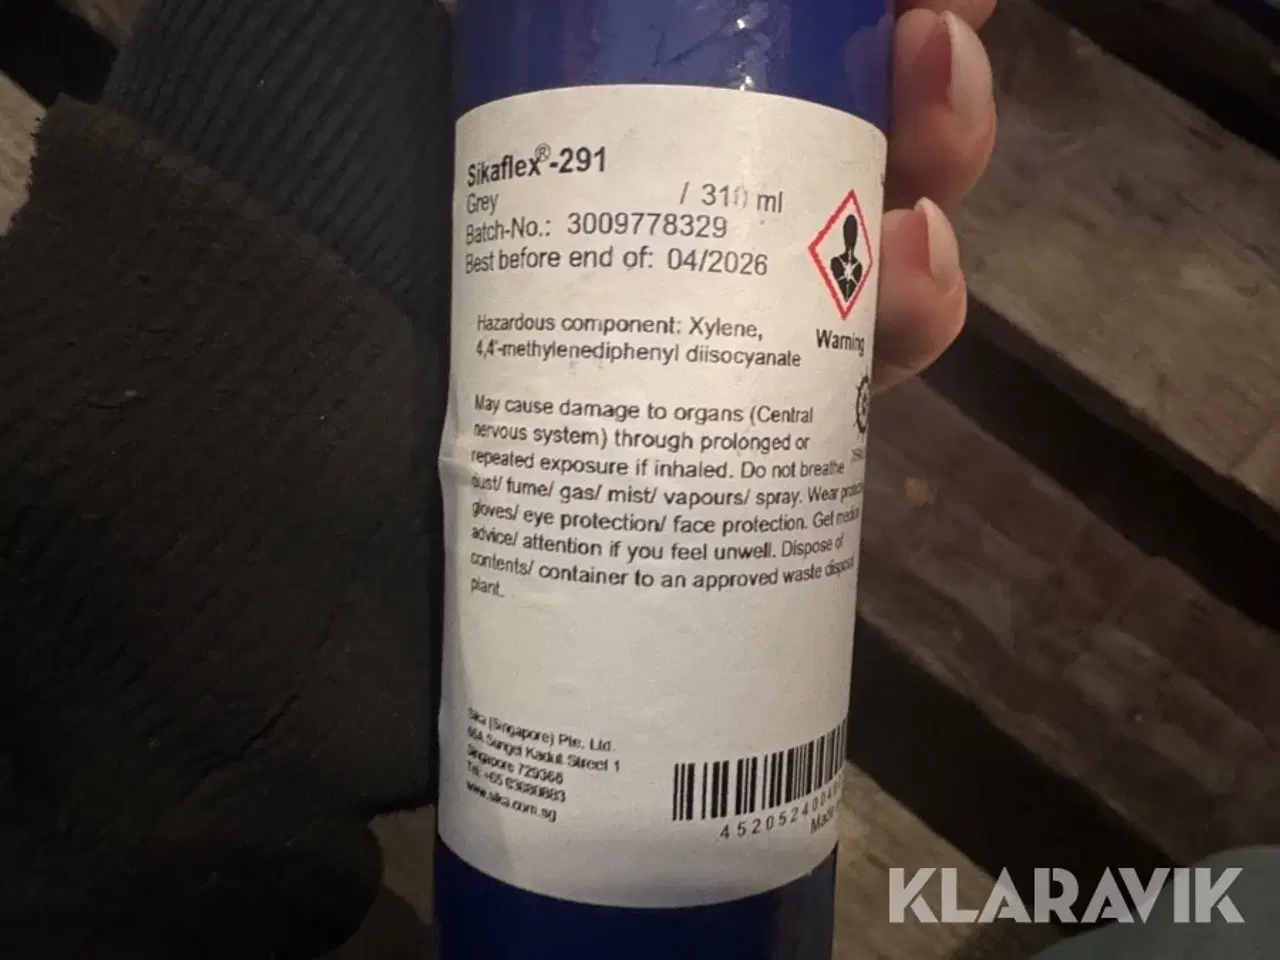 Sikaflex®-291
Grey / 310 ml
Batch-No.: 3009778329
Best before end of: 04/2026
Hazardous component: Xylene,
4,4'-methylenediphenyl diisocyanate
Warning
May cause damage to organs (Central
nervous system) through prolonged or
repeated exposure if inhaled. Do not breathe
dust/ fume/ gas/ mist/ vapours/ spray. Wear
gloves/ eye protection/ face protection. Get
advice/ attention if you feel unwell. Dispose of
contents/ container to an approved waste disposal
plant.
Sika (Singapore) Pte. Ltd.
Sungei Kadut Street 1
Singapore
www.sika.com.sg
4520524004
Made
KLARAVIK